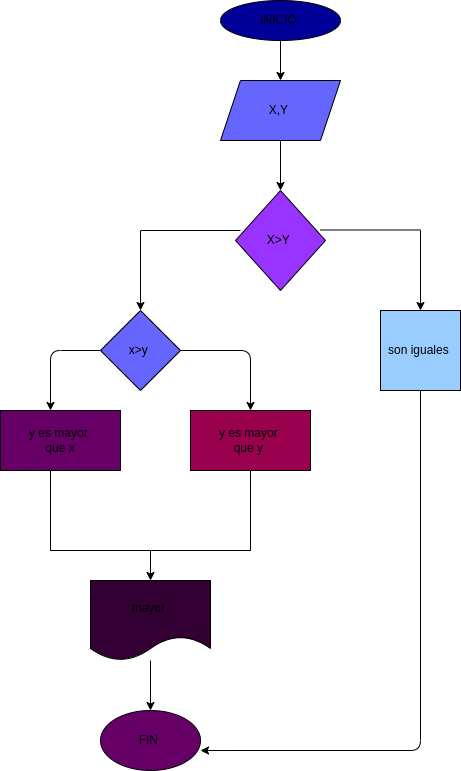 INICIO
X,Y
X>Y
x>y
son iguales
y es mayor
que x
y es mayor
que y
mayor
FIN